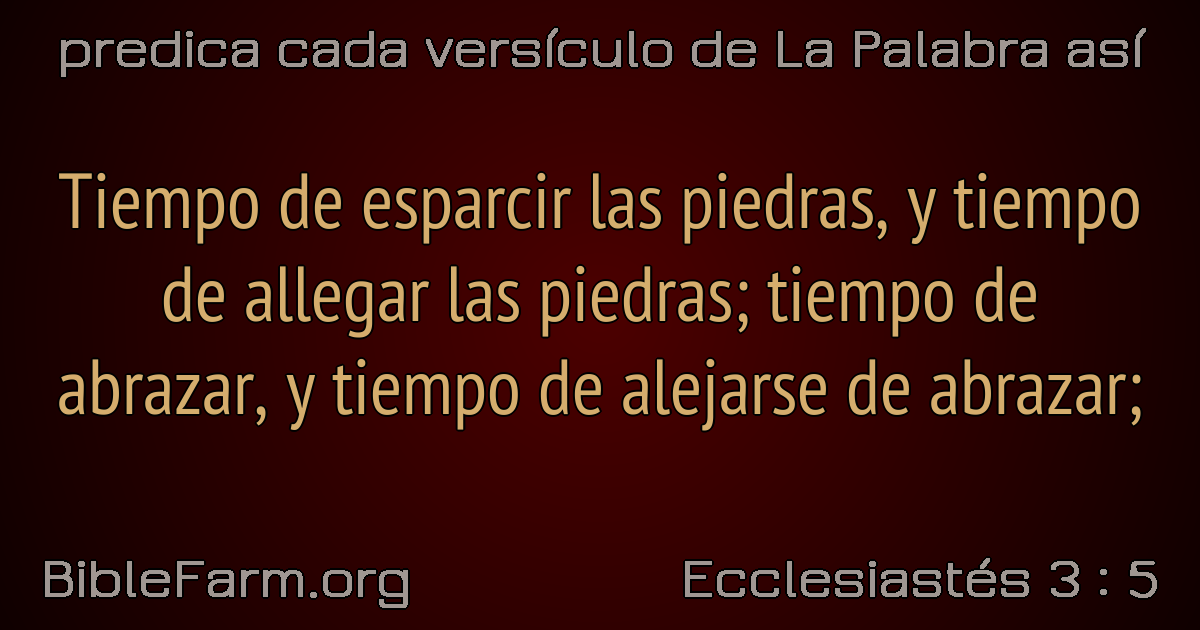 predica cada versículo de La Palabra así
Tiempo de esparcir las piedras, y tiempo
de allegar las piedras; tiempo de
abrazar, y tiempo de alejarse de abrazar;
BibleFarm.org
Ecclesiastés 3 : 5